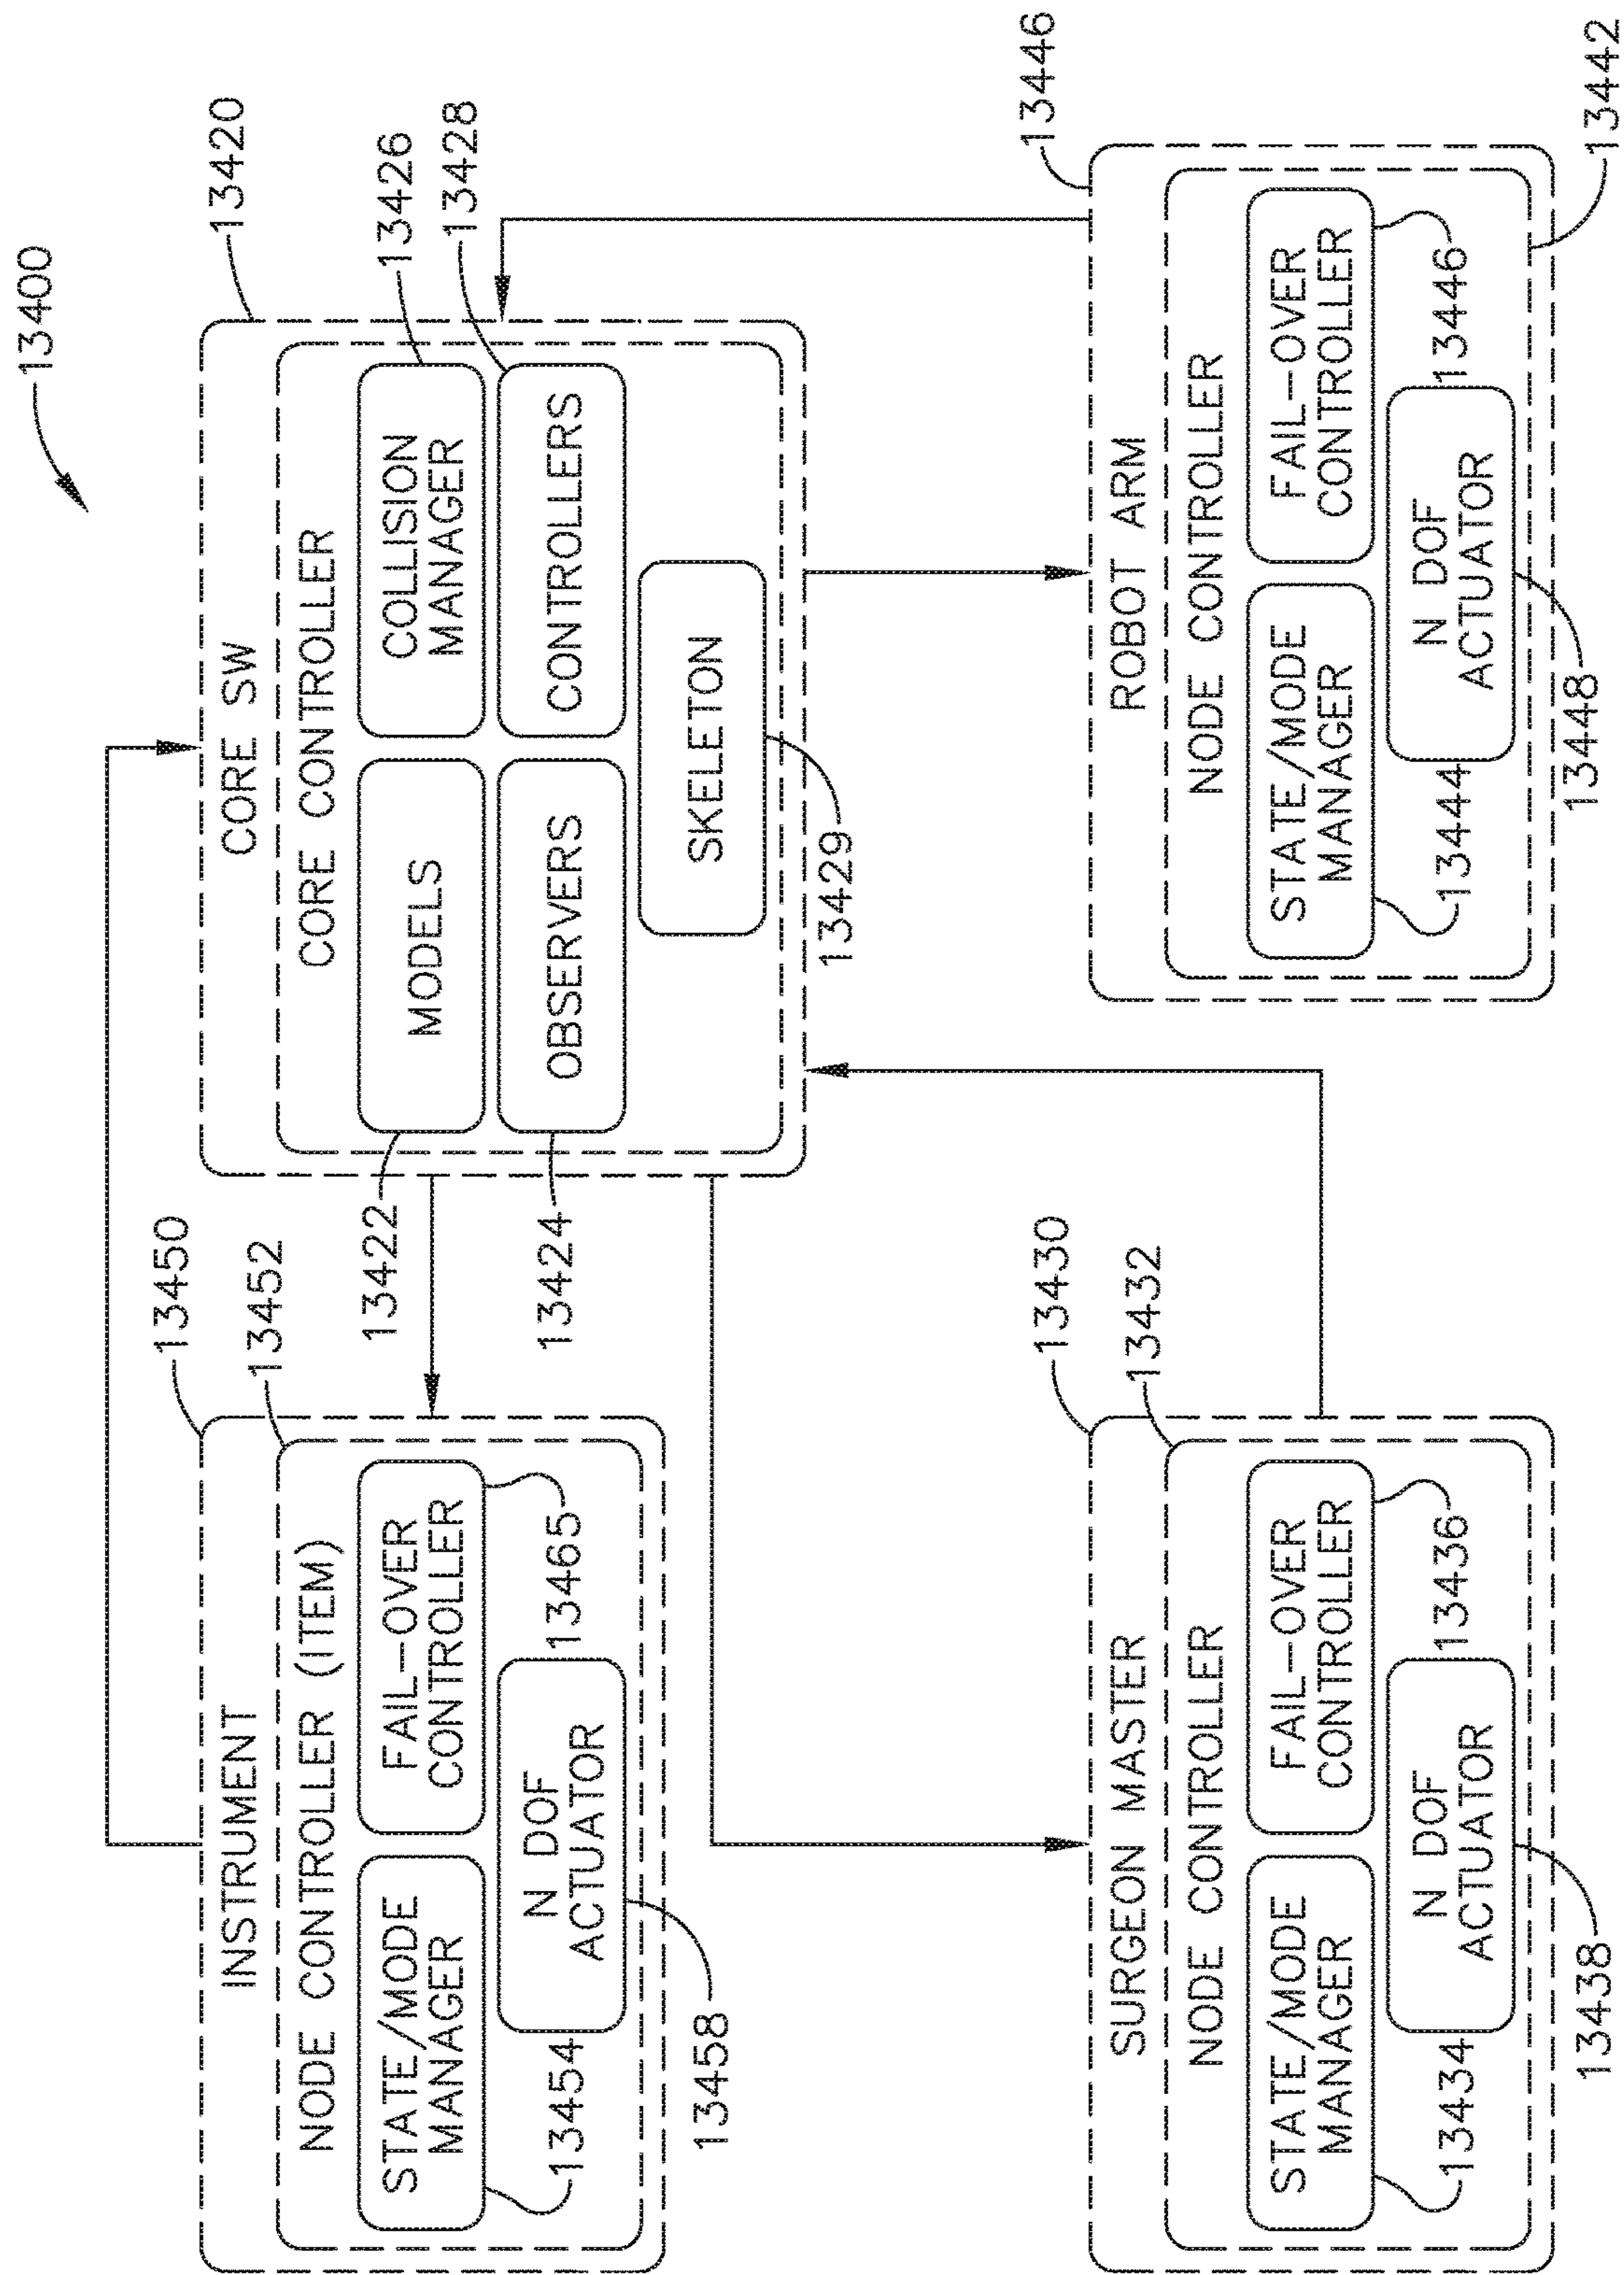 13400
INSTRUMENT
13450
NODE CONTROLLER (ITEM)
13452
STATE/MODE
MANAGER
FAIL-OVER
CONTROLLER
N DOF
ACTUATOR
13454
13465
13458
CORE SW
13420
CORE CONTROLLER
MODELS
COLLISION
MANAGER
13426
13422
OBSERVERS
CONTROLLERS
13428
13424
SKELETON
13429
SURGEON MASTER
13430
NODE CONTROLLER
13432
STATE/MODE
MANAGER
FAIL-OVER
CONTROLLER
N DOF
ACTUATOR
13434
13436
13438
ROBOT ARM
13446
NODE CONTROLLER
STATE/MODE
MANAGER
FAIL-OVER
CONTROLLER
N DOF
ACTUATOR
13444
13446
13448
13442